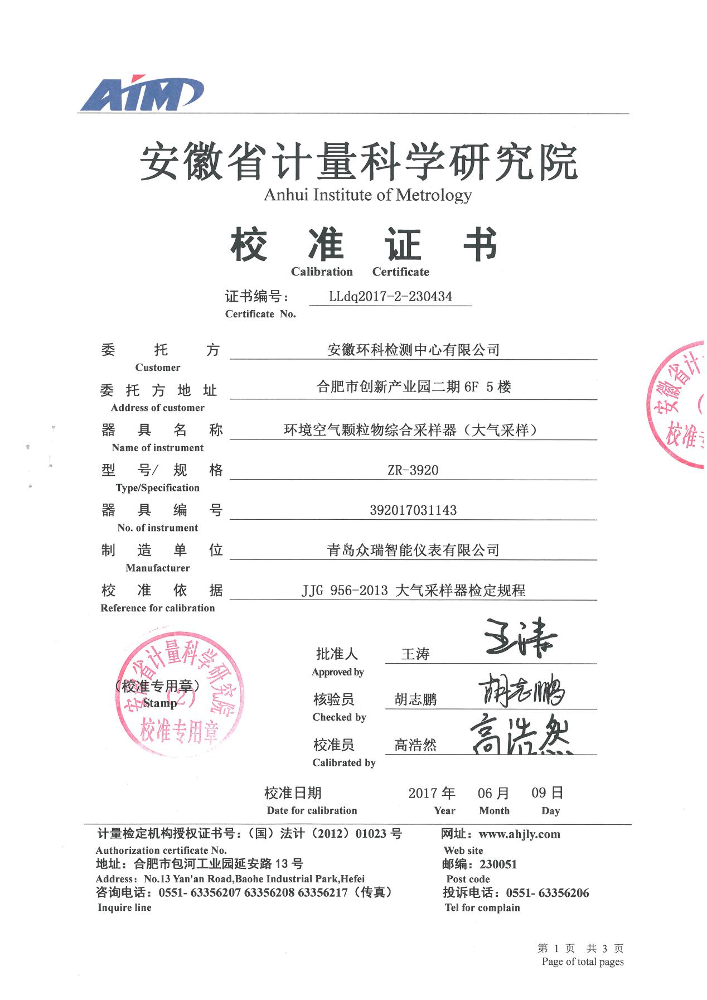 AIM
安徽省计量科学研究院
Anhui Institute of Metrology
校 准 证 书
Calibration Certificate
证书编号： LLdq2017-2-230434
Certificate No.
委 托 方 安徽环科检测中心有限公司
Customer
委 托 方 地 址 合肥市创新产业园二期 6F 5 楼
Address of customer
器 具 名 称 环境空气颗粒物综合采样器（大气采样）
Name of instrument
型 号/ 规 格 ZR-3920
Type/Specification
器 具 编 号 392017031143
No. of instrument
制 造 单 位 青岛众瑞智能仪表有限公司
Manufacturer
校 准 依 据 JJG 956-2013 大气采样器检定规程
Reference for calibration
安徽省计
校准专
安徽省计量科学研究院
（校准专用章）
(2)
Stamp
校准专用章
批准人 王涛 王涛
Approved by
核验员 胡志鹏 胡志鹏
Checked by
校准员 高浩然 高浩然
Calibrated by
校准日期 2017 年 06 月 09 日
Date for calibration Year Month Day
计量检定机构授权证书号：（国）法计（2012）01023 号 网址：www.ahjly.com
Authorization certificate No. Web site
地址：合肥市包河工业园延安路 13 号 邮编：230051
Address：No.13 Yan'an Road,Baohe Industrial Park,Hefei Post code
咨询电话：0551- 63356207 63356208 63356217（传真） 投诉电话：0551- 63356206
Inquire line Tel for complain
第 1 页 共 3 页
Page of total pages